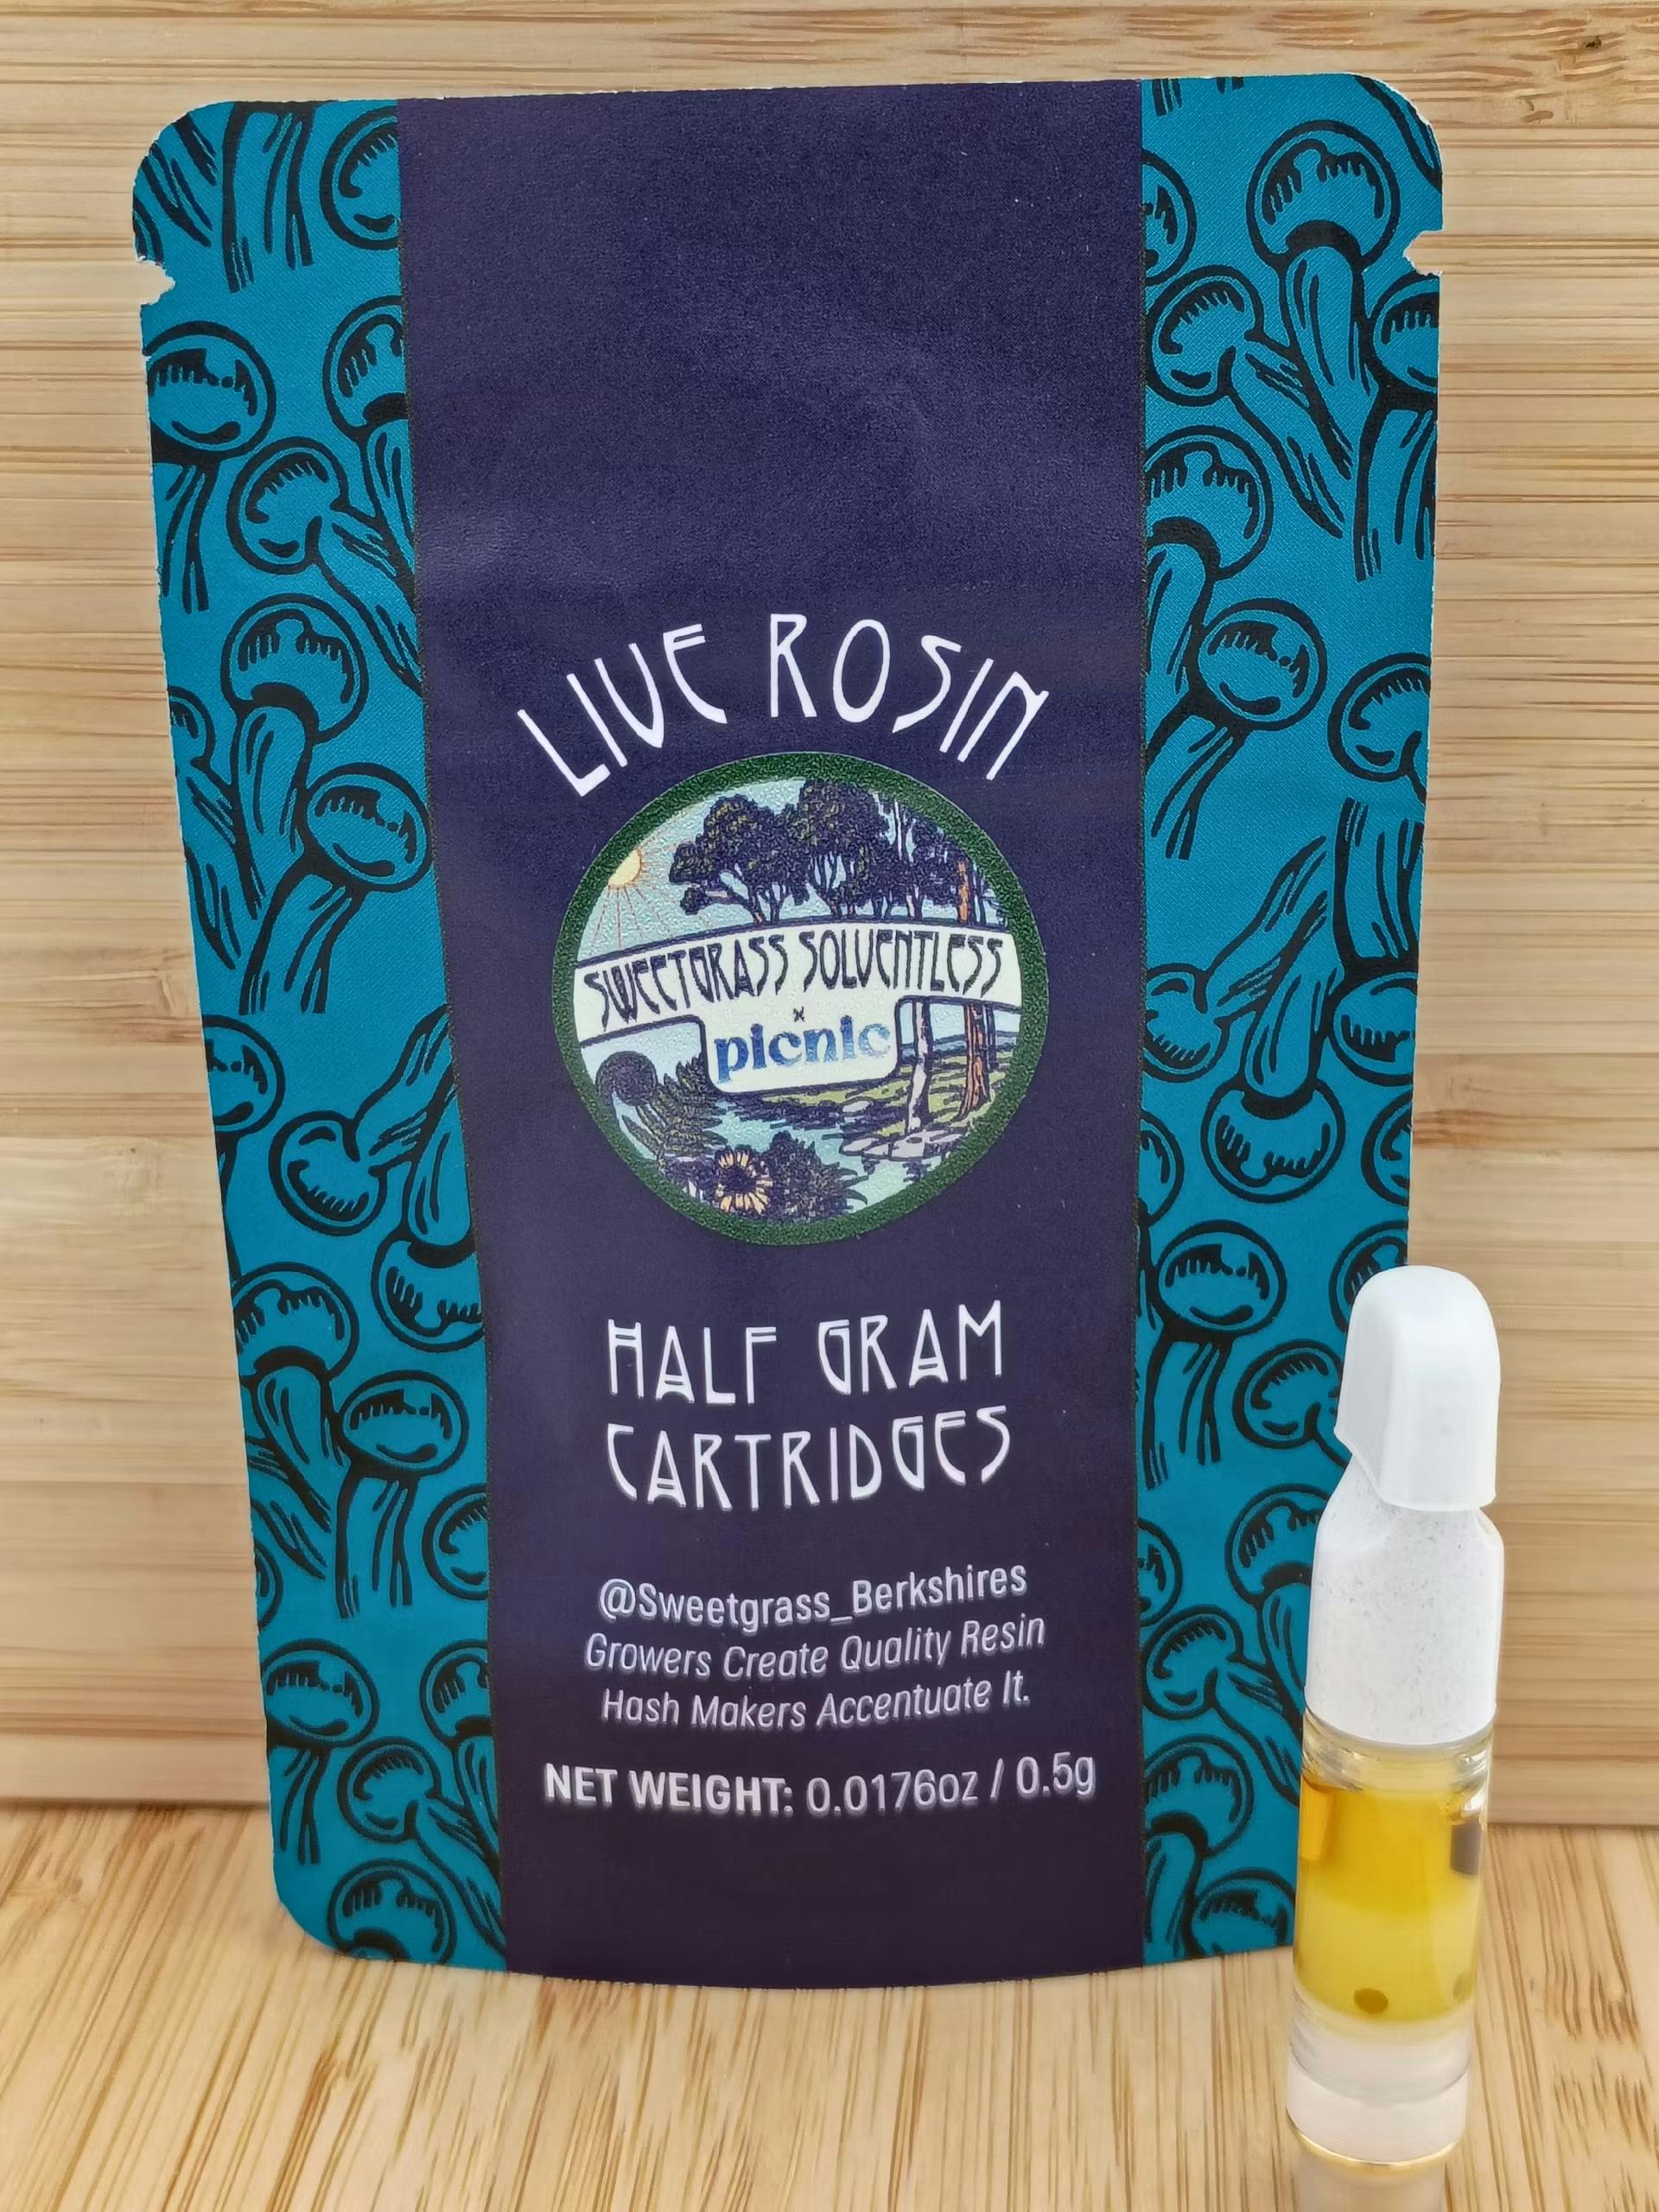 LIVE ROSIN
SWEETGRASS SOLVENTLESS
x
picnic
HALF GRAM
CARTRIDGES
@Sweetgrass_Berkshires
Growers Create Quality Resin
Hash Makers Accentuate It.
NET WEIGHT: 0.0176oz / 0.5g